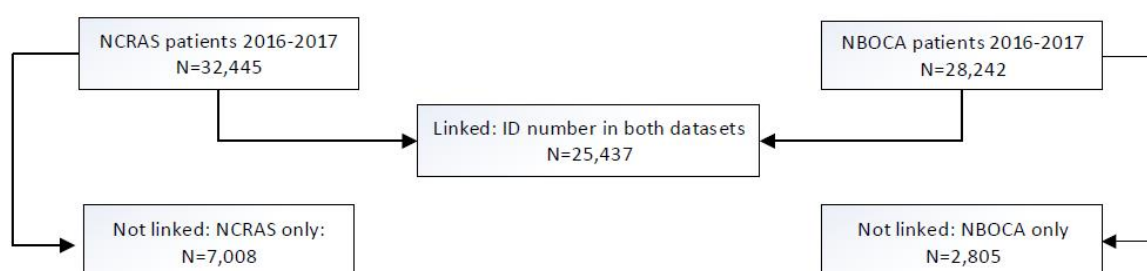 NCRAS patients 2016-2017
N=32,445
NBOCA patients 2016-2017
N=28,242
Linked: ID number in both datasets
N=25,437
Not linked: NCRAS only:
N=7,008
Not linked: NBOCA only
N=2,805